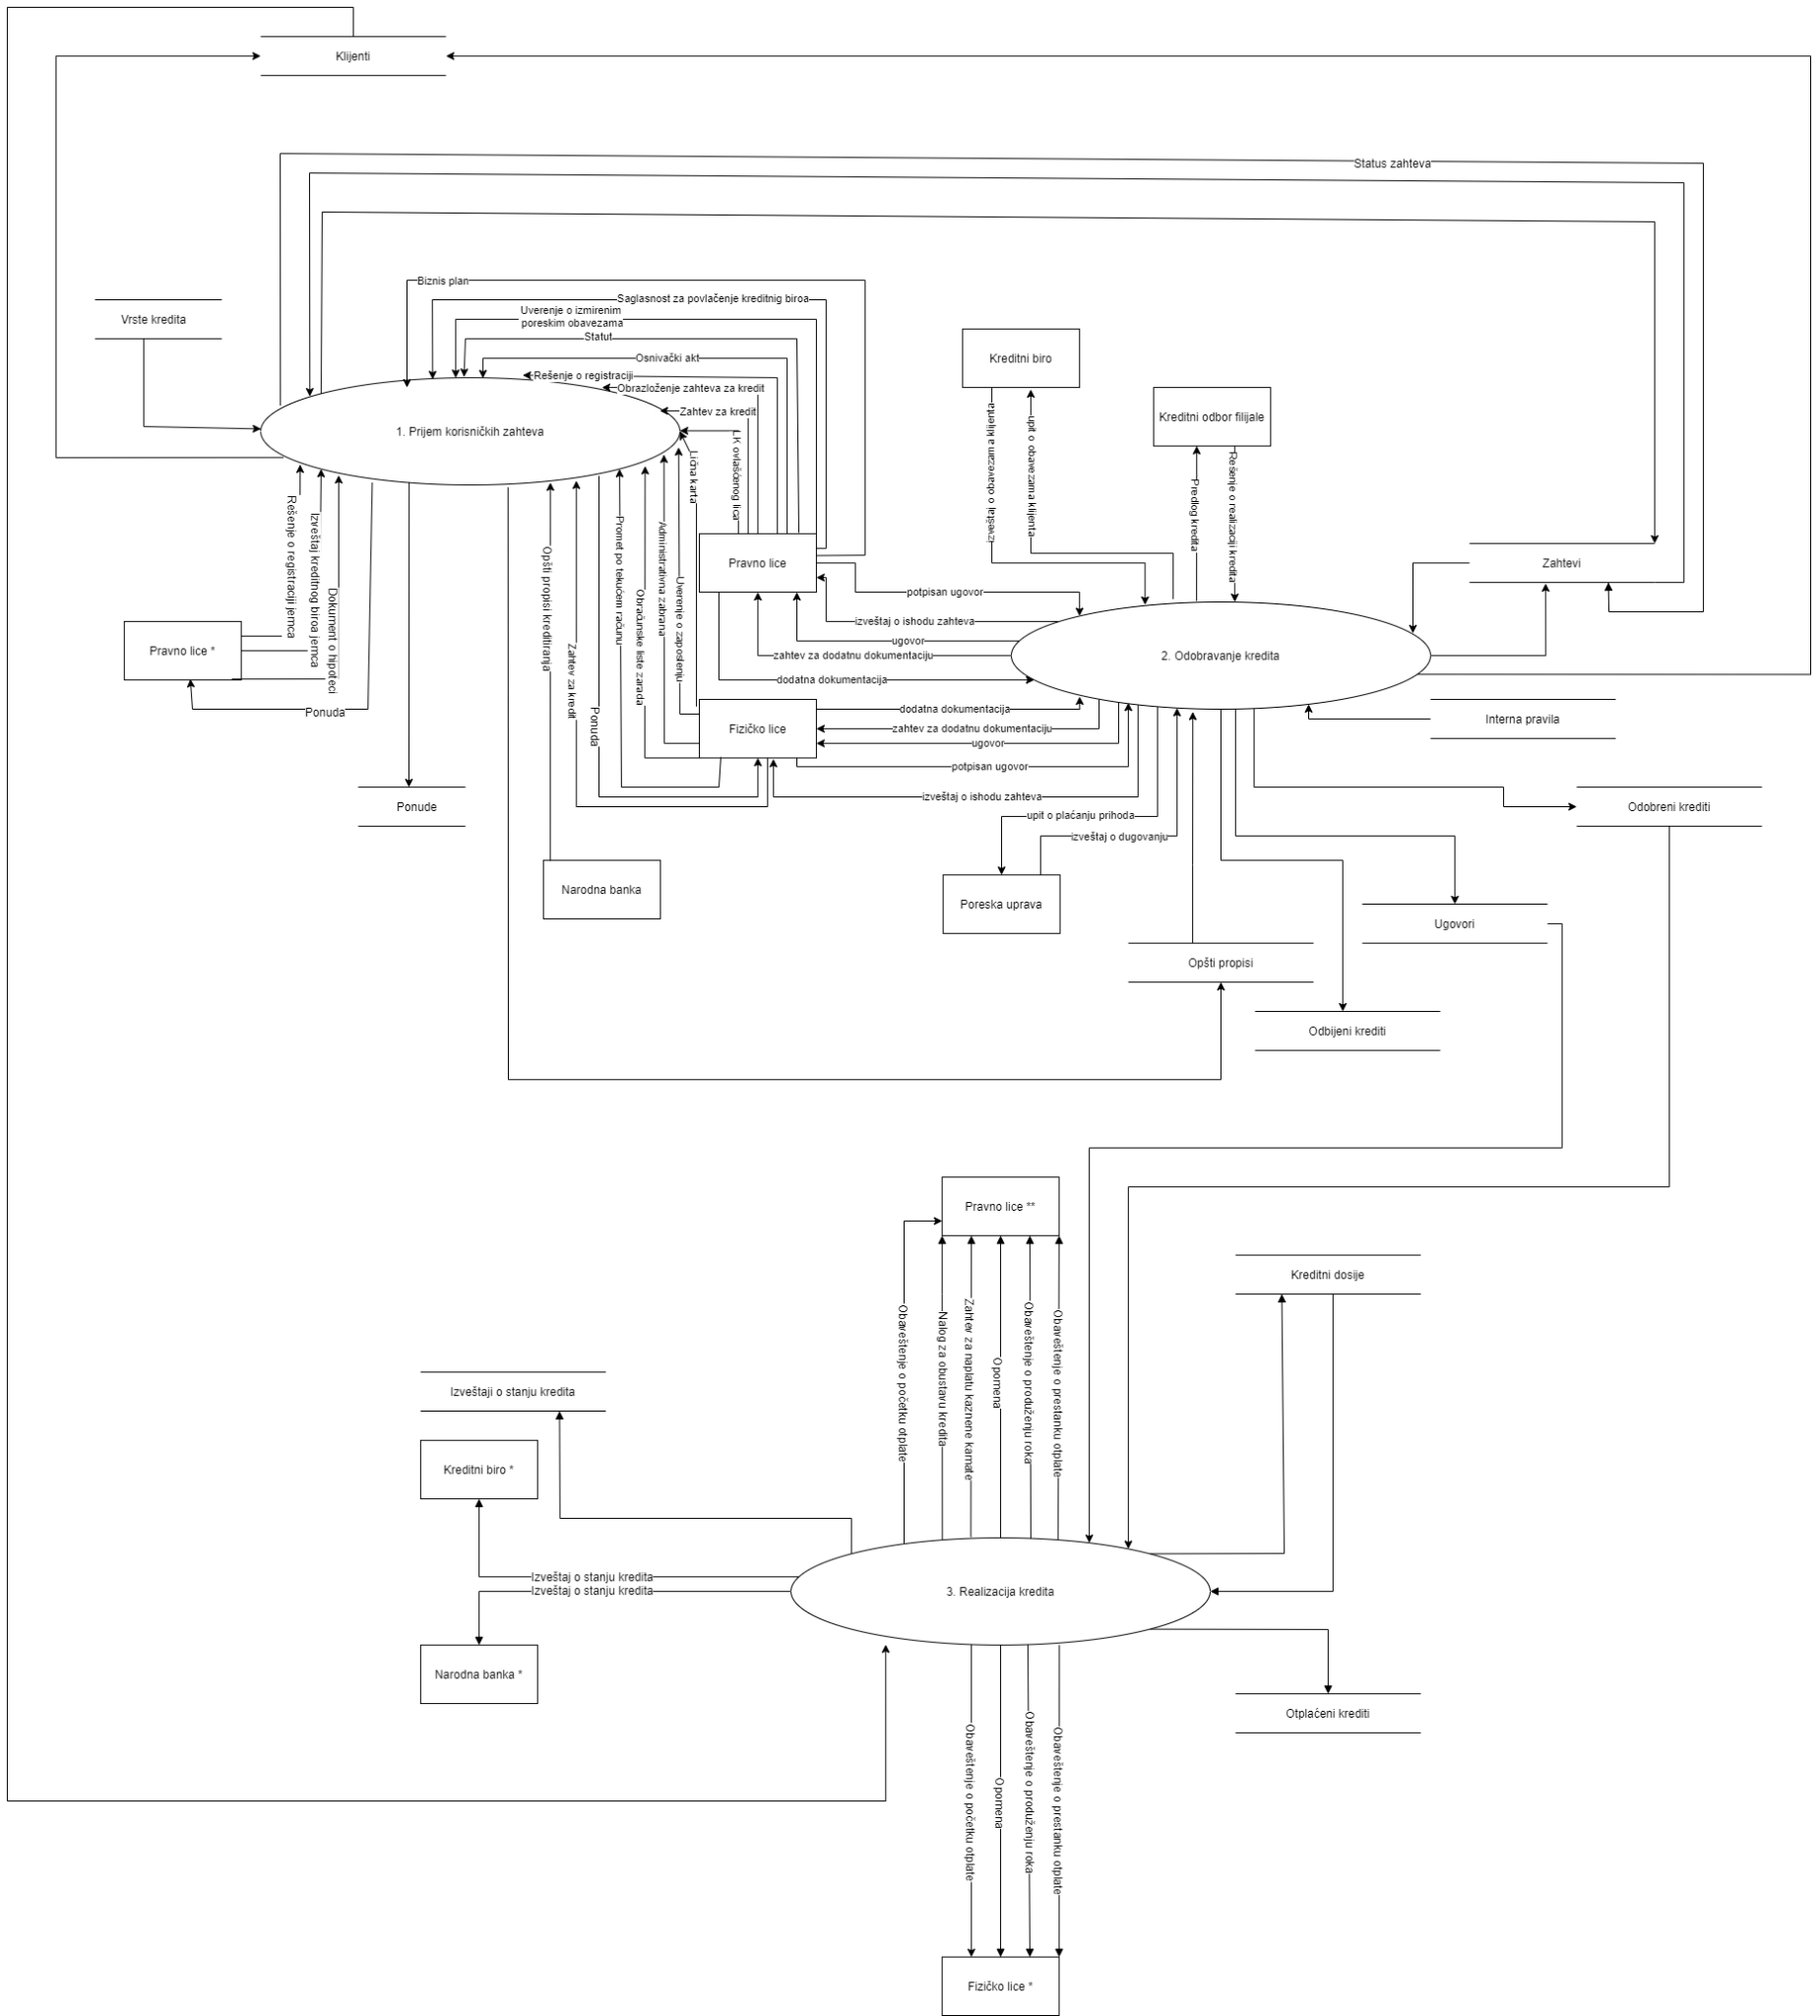 Klijenti
Status zahteva
Biznis plan
Saglasnost za povlačenje kreditnig biroa
Uverenje o izmirenim
poreskim obavezama
Vrste kredita
Statut
Osnivački akt
Kreditni biro
Rešenje o registraciji
Obrazloženje zahteva za kredit
Zahtev za kredit
Kreditni odbor filijale
1. Prijem korisničkih zahteva
LK ovlašćenog lica
Lična karta
izveštaj o obavezama klijenta
upit o obavezama klijenta
Predlog kredita
Rešenje o realizaciji kredita
Rešenje o registraciji jemca
Izveštaj kreditnog biroa jemca
Dokument o hipoteci
Opšti propisi kreditiranja
Zahtev za kredit
Ponuda
Promet po tekućem računu
Obračunske liste zarada
Administrativna zabrana
Uverenje o zaposlenju
Pravno lice
Zahtevi
potpisan ugovor
izveštaj o ishodu zahteva
ugovor
Pravno lice *
zahtev za dodatnu dokumentaciju
2. Odobravanje kredita
dodatna dokumentacija
Ponuda
dodatna dokumentacija
Interna pravila
Fizičko lice
zahtev za dodatnu dokumentaciju
ugovor
potpisan ugovor
izveštaj o ishodu zahteva
Ponude
Odobreni krediti
upit o plaćanju prihoda
izveštaj o dugovanju
Narodna banka
Poreska uprava
Ugovori
Opšti propisi
Odbijeni krediti
Pravno lice **
Kreditni dosije
Obaveštenje o početku otplate
Nalog za obustavu kredita
Zahtev za naplatu kaznene kamate
Opomena
Obaveštenje o produženju roka
Obaveštenje o prestanku otplate
Izveštaji o stanju kredita
Kreditni biro *
Izveštaj o stanju kredita
Izveštaj o stanju kredita
3. Realizacija kredita
Narodna banka *
Otplaćeni krediti
Obaveštenje o početku otplate
Opomena
Obaveštenje o produženju roka
Obaveštenje o prestanku otplate
Fizičko lice *